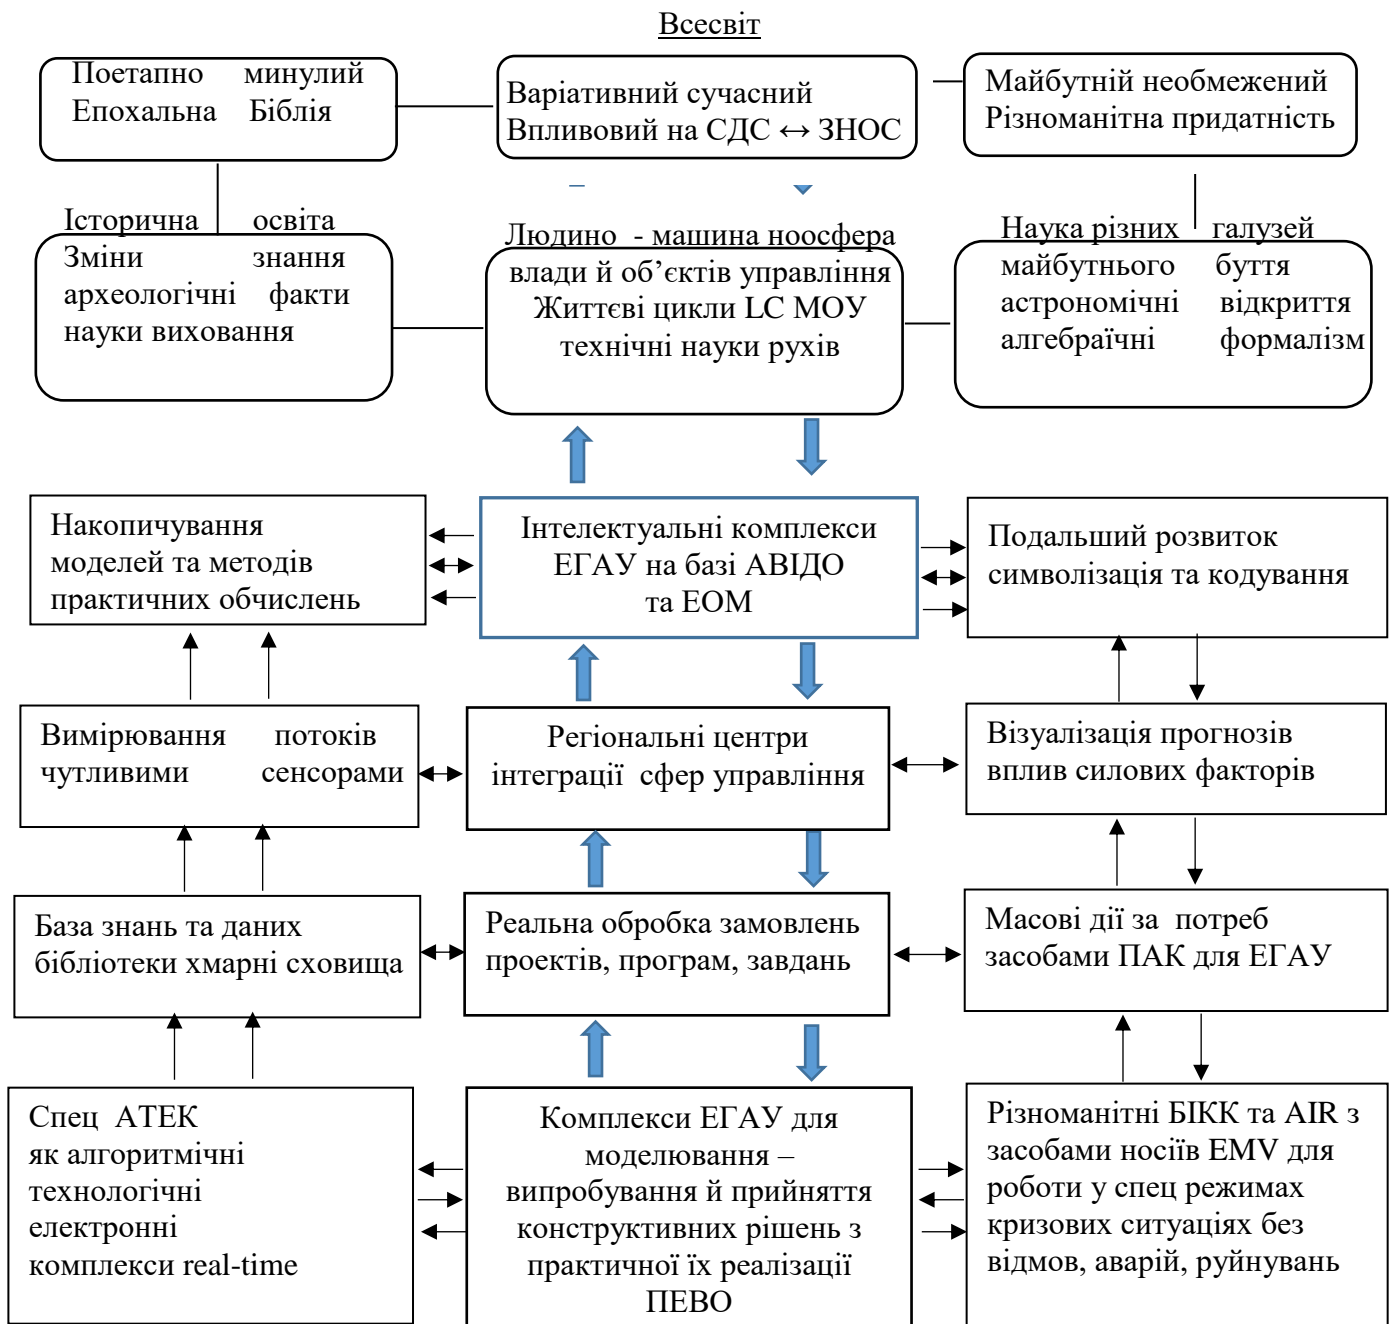 Всесвіт
Поетапно минулий
Епохальна Біблія
Варіативний сучасний
Впливовий на СДС ↔ ЗНОС
Майбутній необмежений
Різноманітна придатність
Історична освіта
Зміни знання
археологічні факти
науки виховання
Людино - машина ноосфера
влади й об’єктів управління
Життєві цикли LC МОУ
технічні науки рухів
Наука різних галузей
майбутнього буття
астрономічні відкриття
алгебраїчні формалізм
Накопичування
моделей та методів
практичних обчислень
Інтелектуальні комплекси
ЕГАУ на базі АВІДО
та ЕОМ
Подальший розвиток
символізація та кодування
Вимірювання потоків
чутливими сенсорами
Регіональні центри
інтеграції сфер управління
Візуалізація прогнозів
вплив силових факторів
База знань та даних
бібліотеки хмарні сховища
Реальна обробка замовлень
проектів, програм, завдань
Масові дії за потреб
засобами ПАК для ЕГАУ
Спец АТЕК
як алгоритмічні
технологічні
електронні
комплекси real-time
Комплекси ЕГАУ для
моделювання –
випробування й прийняття
конструктивних рішень з
практичної їх реалізації
ПЕВО
Різноманітні БІКК та AIR з
засобами носіїв EMV для
роботи у спец режимах
кризових ситуаціях без
відмов, аварій, руйнувань